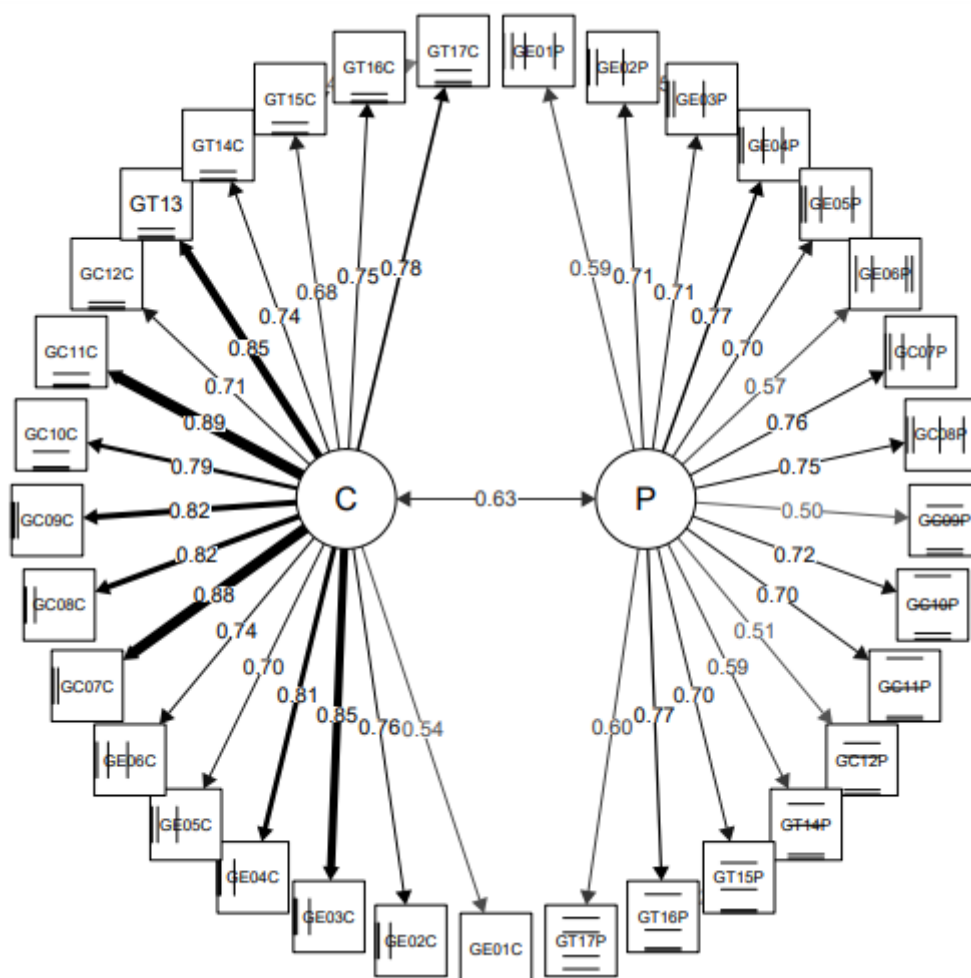 GT17C
GE01P
GT16C
GE02P
GT15C
GE03P
GT14C
GE04P
GT13
GE05P
GC12C
GE06P
GC11C
GC07P
GC10C
GC08P
GC09C
GC09P
GC08C
GC10P
GC07C
GC11P
GE06C
GC12P
GE05C
GT14P
GE04C
GT15P
GE03C
GT16P
GE02C
GT17P
GE01C
0.78
0.75
0.68
0.74
0.85
0.71
0.89
0.79
0.82
0.82
0.88
0.74
0.70
0.81
0.85
0.76
0.54
C
0.63
P
0.59
0.71
0.71
0.77
0.70
0.57
0.76
0.75
0.50
0.72
0.70
0.51
0.59
0.70
0.77
0.60